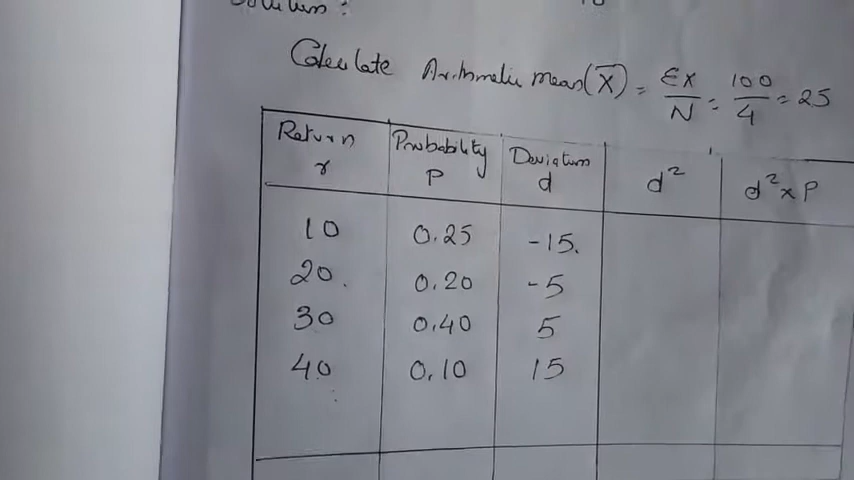 Solution:
Calculate Arithmetic mean (X̄) = ΣX/N = 100/4 = 25
Return r | Probability P | Deviation d | d² | d² x P
10 | 0.25 | -15.
20. | 0.20 | -5
30 | 0.40 | 5
40 | 0.10 | 15